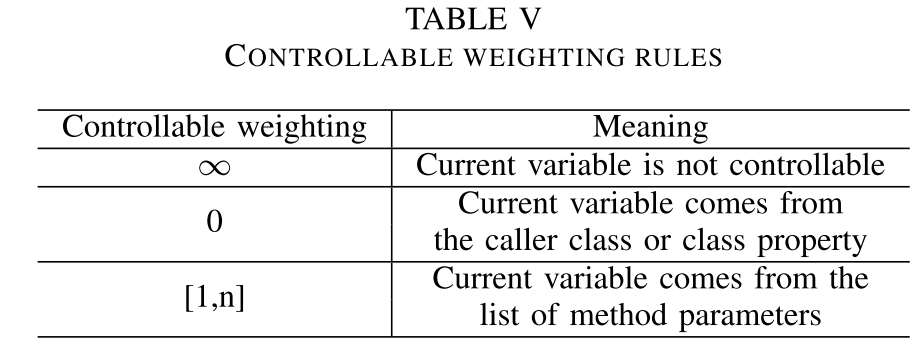 TABLE V
CONTROLLABLE WEIGHTING RULES
Controllable weighting Meaning
∞ Current variable is not controllable
0 Current variable comes from
the caller class or class property
[1,n] Current variable comes from the
list of method parameters